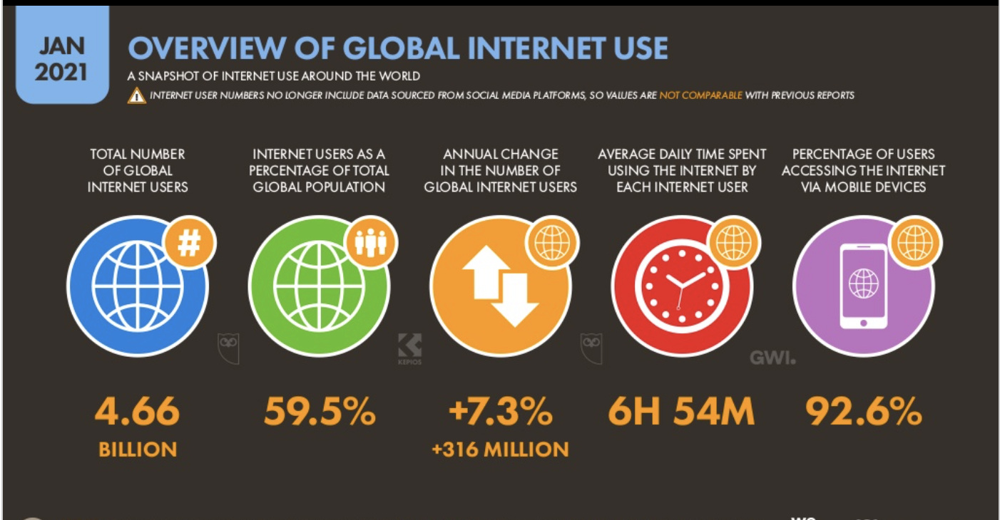 JAN
2021
OVERVIEW OF GLOBAL INTERNET USE
A SNAPSHOT OF INTERNET USE AROUND THE WORLD
INTERNET USER NUMBERS NO LONGER INCLUDE DATA SOURCED FROM SOCIAL MEDIA PLATFORMS, SO VALUES ARE NOT COMPARABLE WITH PREVIOUS REPORTS
TOTAL NUMBER
OF GLOBAL
INTERNET USERS
#
4.66
BILLION
INTERNET USERS AS A
PERCENTAGE OF TOTAL
GLOBAL POPULATION
59.5%
KEPIOS
ANNUAL CHANGE
IN THE NUMBER OF
GLOBAL INTERNET USERS
+7.3%
+316 MILLION
AVERAGE DAILY TIME SPENT
USING THE INTERNET BY
EACH INTERNET USER
6H 54M
GWI.
PERCENTAGE OF USERS
ACCESSING THE INTERNET
VIA MOBILE DEVICES
92.6%